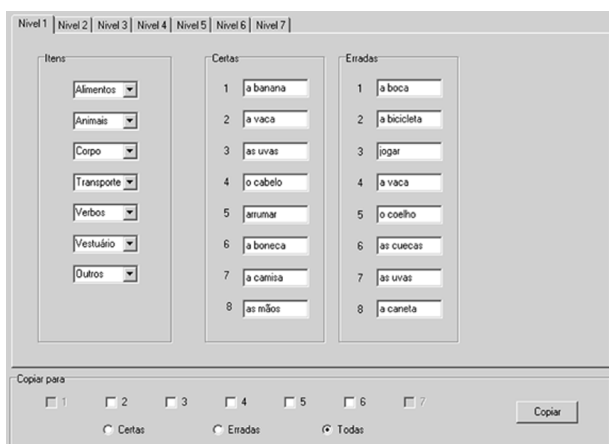 Nivel 1 Nivel 2 Nivel 3 Nivel 4 Nivel 5 Nivel 6 Nivel 7
Itens
Alimentos
Animais
Corpo
Transporte
Verbos
Vestuário
Outros
Certas
1 a banana
2 a vaca
3 as uvas
4 o cabelo
5 arrumar
6 a boneca
7 a camisa
8 as mãos
Erradas
1 a boca
2 a bicicleta
3 jogar
4 a vaca
5 o coelho
6 as cuecas
7 as uvas
8 a caneta
Copiar para
1 2 3 4 5 6 7
Certas Erradas Todas
Copiar